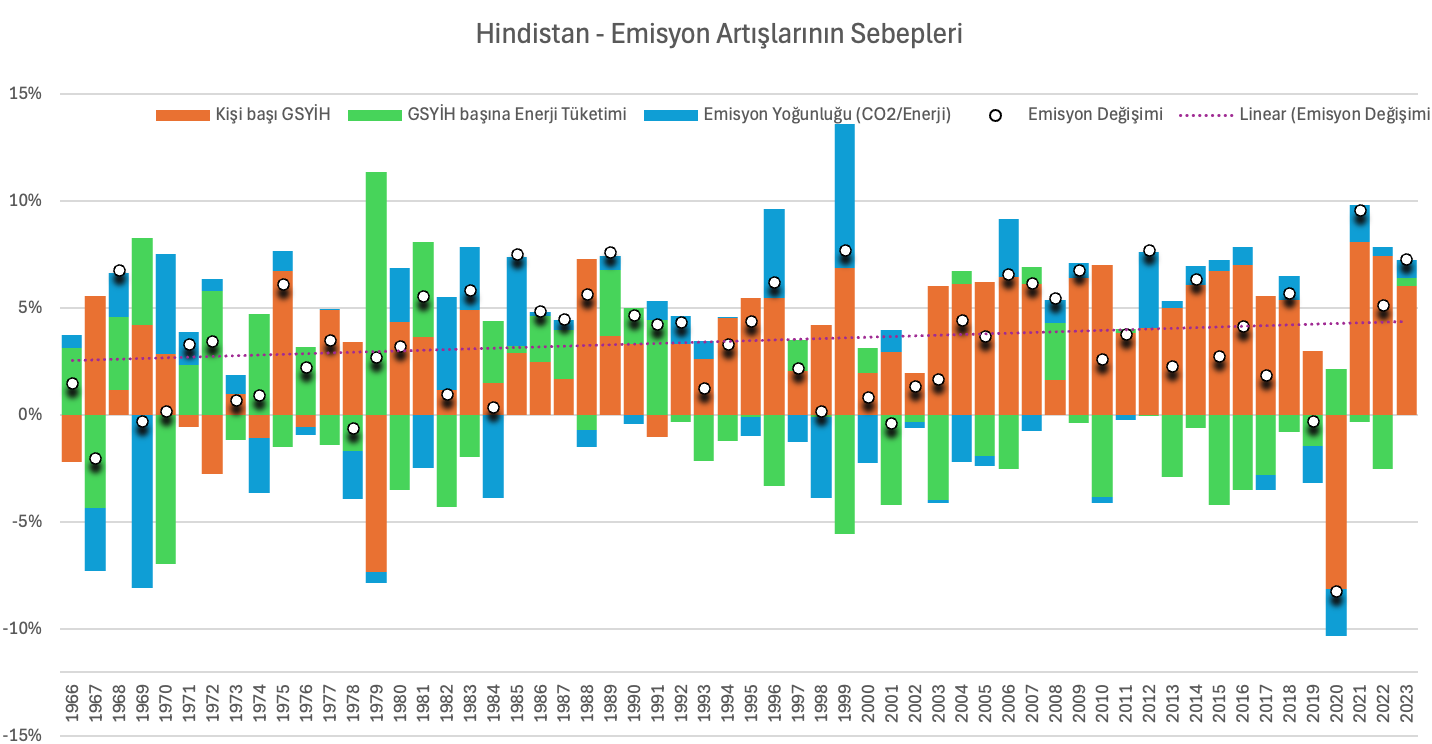 Hindistan - Emisyon Artışlarının Sebepleri
15%
Kişi başı GSYİH GSYİH başına Enerji Tüketimi Emisyon Yoğunluğu (CO2/Enerji) Emisyon Değişimi Linear (Emisyon Değişimi
10%
5%
0%
-5%
-10%
1966 1967 1968 1969 1970 1971 1972 1973 1974 1975 1976 1977 1978 1979 1980 1981 1982 1983 1984 1985 1986 1987 1988 1989 1990 1991 1992 1993 1994 1995 1996 1997 1998 1999 2000 2001 2002 2003 2004 2005 2006 2007 2008 2009 2010 2011 2012 2013 2014 2015 2016 2017 2018 2019 2020 2021 2022 2023
-15%